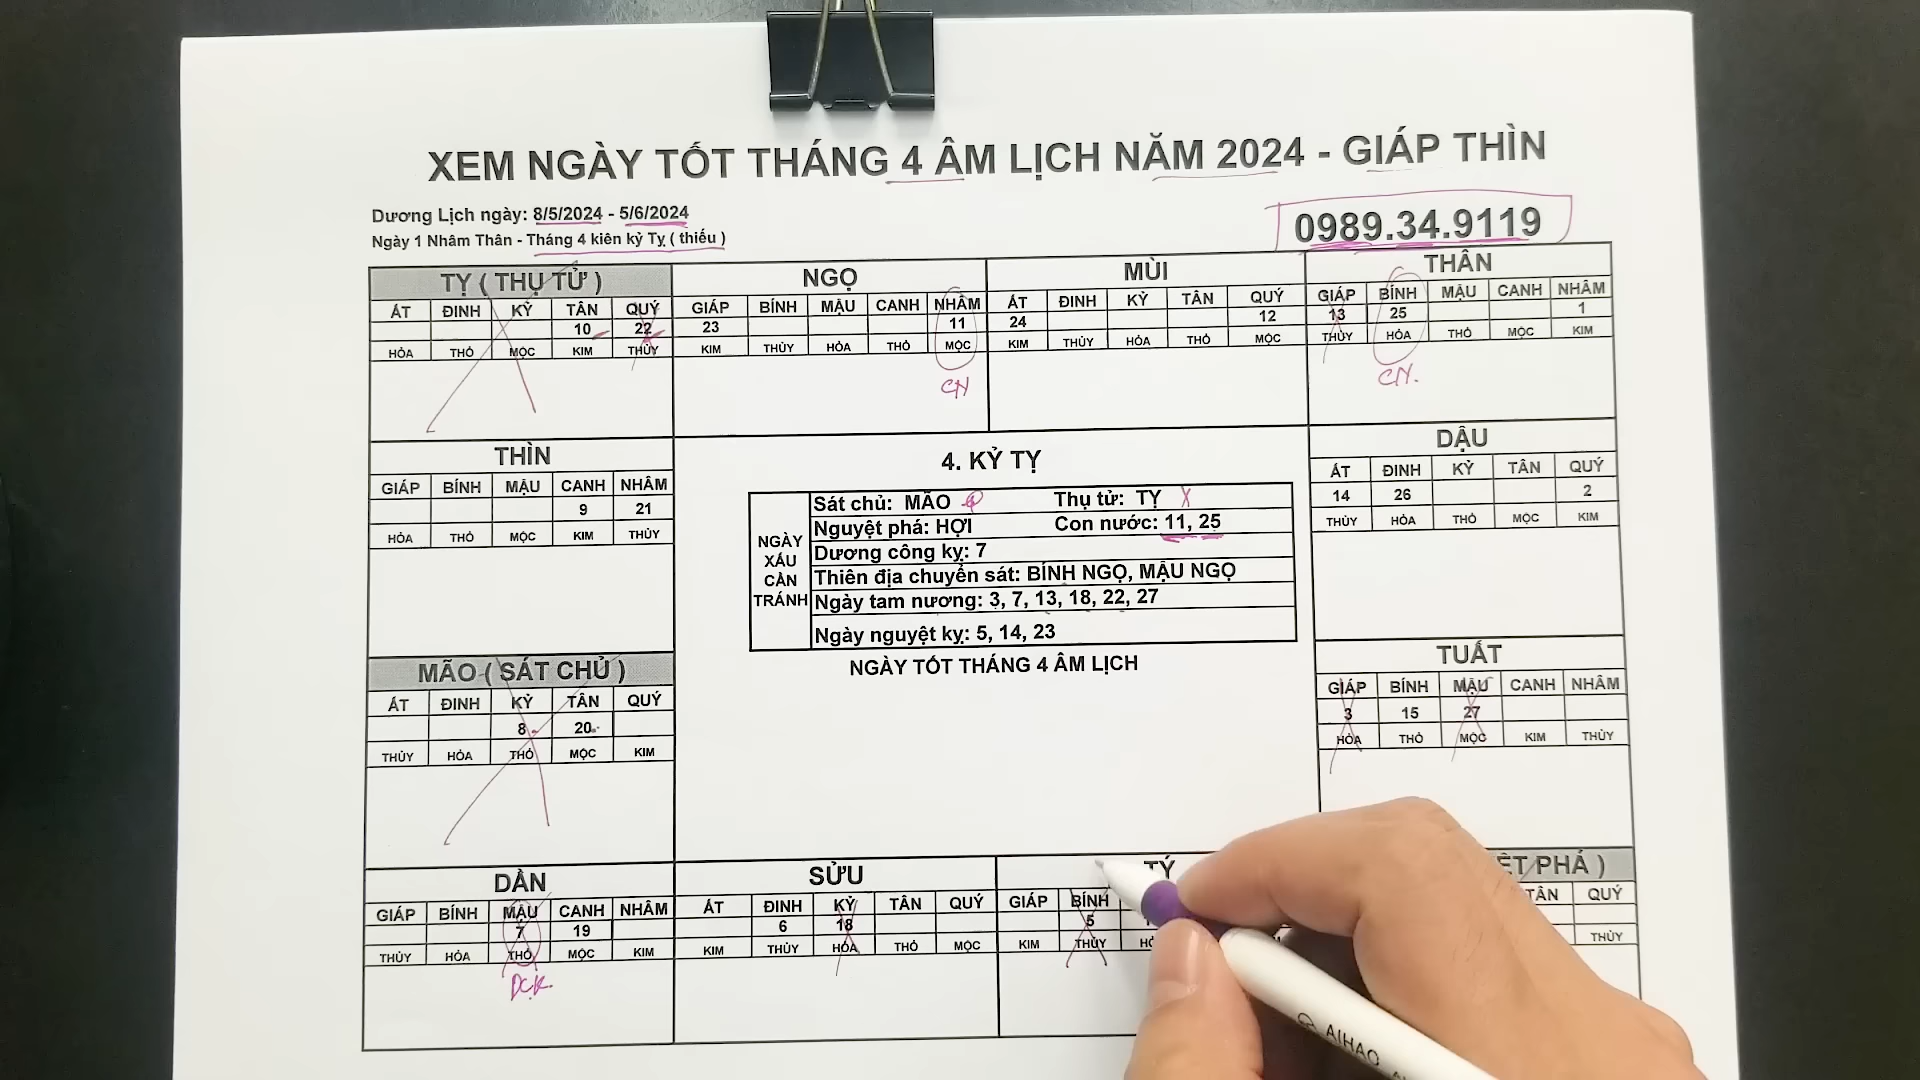 XEM NGÀY TỐT THÁNG 4 ÂM LỊCH NĂM 2024 - GIÁP THÌN
Dương Lịch ngày: 8/5/2024 - 5/6/2024
0989.34.9119
Ngày 1 Nhâm Thân - Tháng 4 kiên kỷ Tỵ ( thiếu )
TỴ ( THỤ TỬ )
ÁT ĐINH KỶ TÂN QUÝ
10 22
HỎA THỔ MỘC KIM THỦY
NGỌ
GIÁP BÍNH MẬU CANH NHÂM
23 11
KIM THỦY HỎA THỔ MỘC
CN
MÙI
ÁT ĐINH KỶ TÂN QUÝ
24 12
KIM THỦY HỎA THỔ MỘC
THÂN
GIÁP BÍNH MẬU CANH NHÂM
13 25 1
THỦY HỎA THỔ MỘC KIM
CN.
THÌN
GIÁP BÍNH MẬU CANH NHÂM
9 21
HỎA THỔ MỘC KIM THỦY
4. KỶ TỴ
NGÀY XẤU CẦN TRÁNH
Sát chủ: MÃO Thụ tử: TỴ X
Nguyệt phá: HỢI Con nước: 11, 25
Dương công kỵ: 7
Thiên địa chuyển sát: BÍNH NGỌ, MẬU NGỌ
Ngày tam nương: 3, 7, 13, 18, 22, 27
Ngày nguyệt kỵ: 5, 14, 23
NGÀY TỐT THÁNG 4 ÂM LỊCH
DẬU
ÁT ĐINH KỶ TÂN QUÝ
14 26 2
THỦY HỎA THỔ MỘC KIM
MÃO ( SÁT CHỦ )
ÁT ĐINH KỶ TÂN QUÝ
8 20
THỦY HỎA THỔ MỘC KIM
TUẤT
GIÁP BÍNH MẬU CANH NHÂM
3 15 27
HỎA THỔ MỘC KIM THỦY
DẦN
GIÁP BÍNH MẬU CANH NHÂM
7 19
THỦY HỎA THỔ MỘC KIM
DCK.
SỬU
ÁT ĐINH KỶ TÂN QUÝ
6 18
KIM THỦY HỎA THỔ MỘC
TÝ
GIÁP BÍNH
5
KIM THỦY
PHÁ )
TÂN QUÝ
THỦY
AIHAO